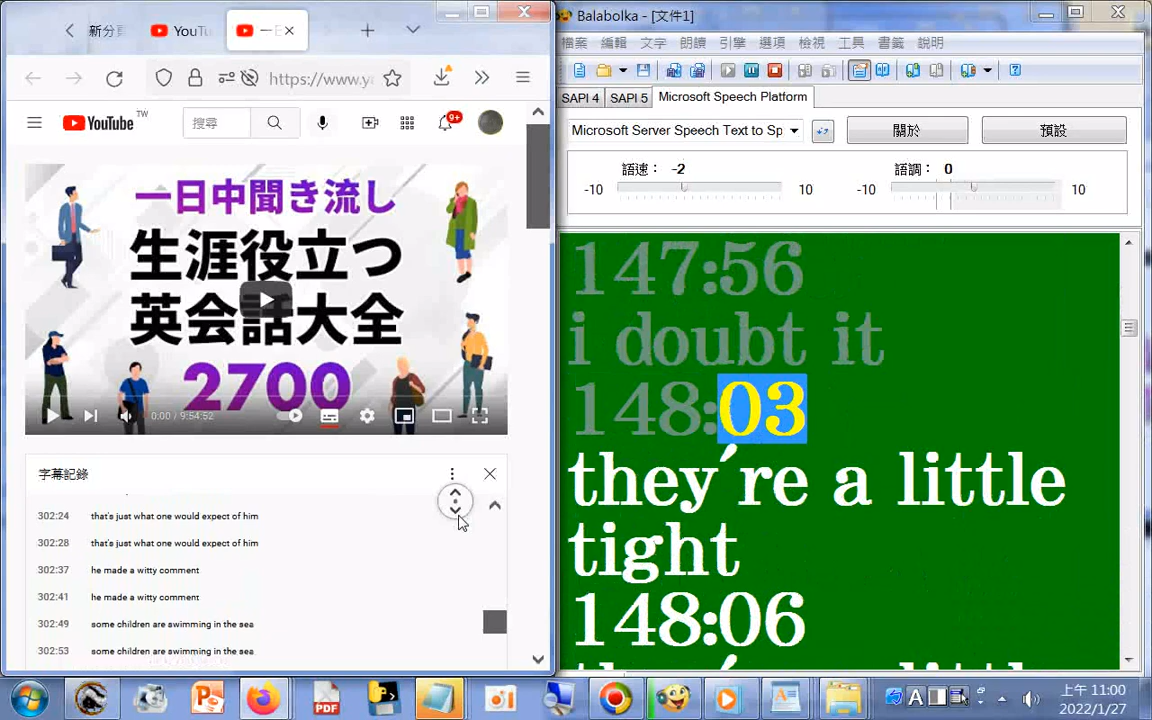 新分
YouTu
https://www.y
YouTube TW
搜尋
9+
一日中聞き流し
生涯役立つ
英会話大全
2700
0:00 / 9:54:52
字幕記錄
302:24 that's just what one would expect of him
302:28 that's just what one would expect of him
302:37 he made a witty comment
302:41 he made a witty comment
302:49 some children are swimming in the sea
302:53 some children are swimming in the sea
Balabolka - [文件1]
檔案 編輯 文字 朗讀 引擎 選項 檢視 工具 書籤 說明
SAPI 4 SAPI 5 Microsoft Speech Platform
Microsoft Server Speech Text to Sp
關於 預設
語速： -2 語調： 0
-10 10 -10 10
147:56
i doubt it
148:03
they're a little
tight
148:06
PDF
A
上午 11:00
2022/1/27